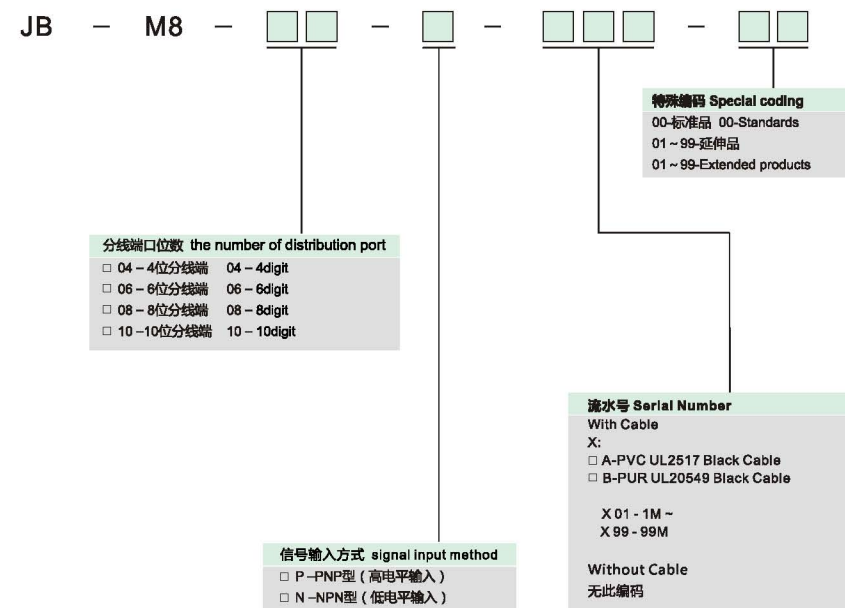 JB – M8 – □□ – □ – □□□ – □□
特殊编码 Special coding
00-标准品 00-Standards
01~99-延伸品
01~99-Extended products
分线端口位数 the number of distribution port
□ 04 – 4位分线端 04 – 4digit
□ 06 – 6位分线端 06 – 6digit
□ 08 – 8位分线端 08 – 8digit
□ 10 –10位分线端 10 – 10digit
流水号 Serial Number
With Cable
X:
□ A-PVC UL2517 Black Cable
□ B-PUR UL20549 Black Cable
X 01 - 1M ~
X 99 - 99M
Without Cable
无此编码
信号输入方式 signal input method
□ P –PNP型（高电平输入）
□ N –NPN型（低电平输入）